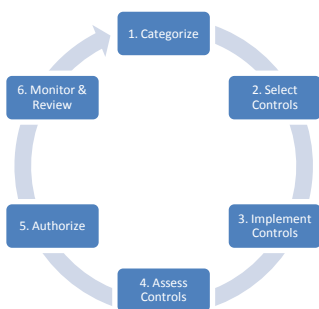 1. Categorize
2. Select
Controls
3. Implement
Controls
4. Assess
Controls
5. Authorize
6. Monitor &
Review